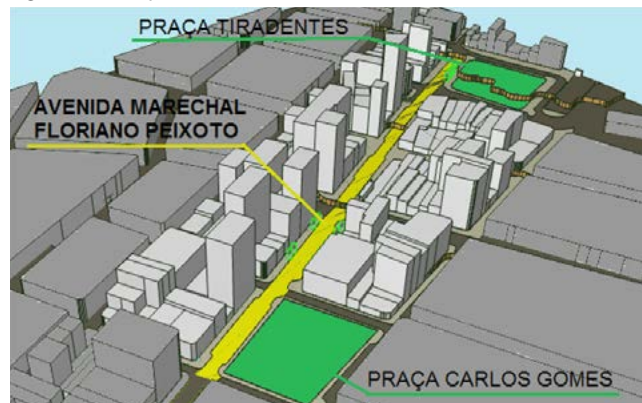 PRAÇA TIRADENTES
AVENIDA MARECHAL
FLORIANO PEIXOTO
PRAÇA CARLOS GOMES